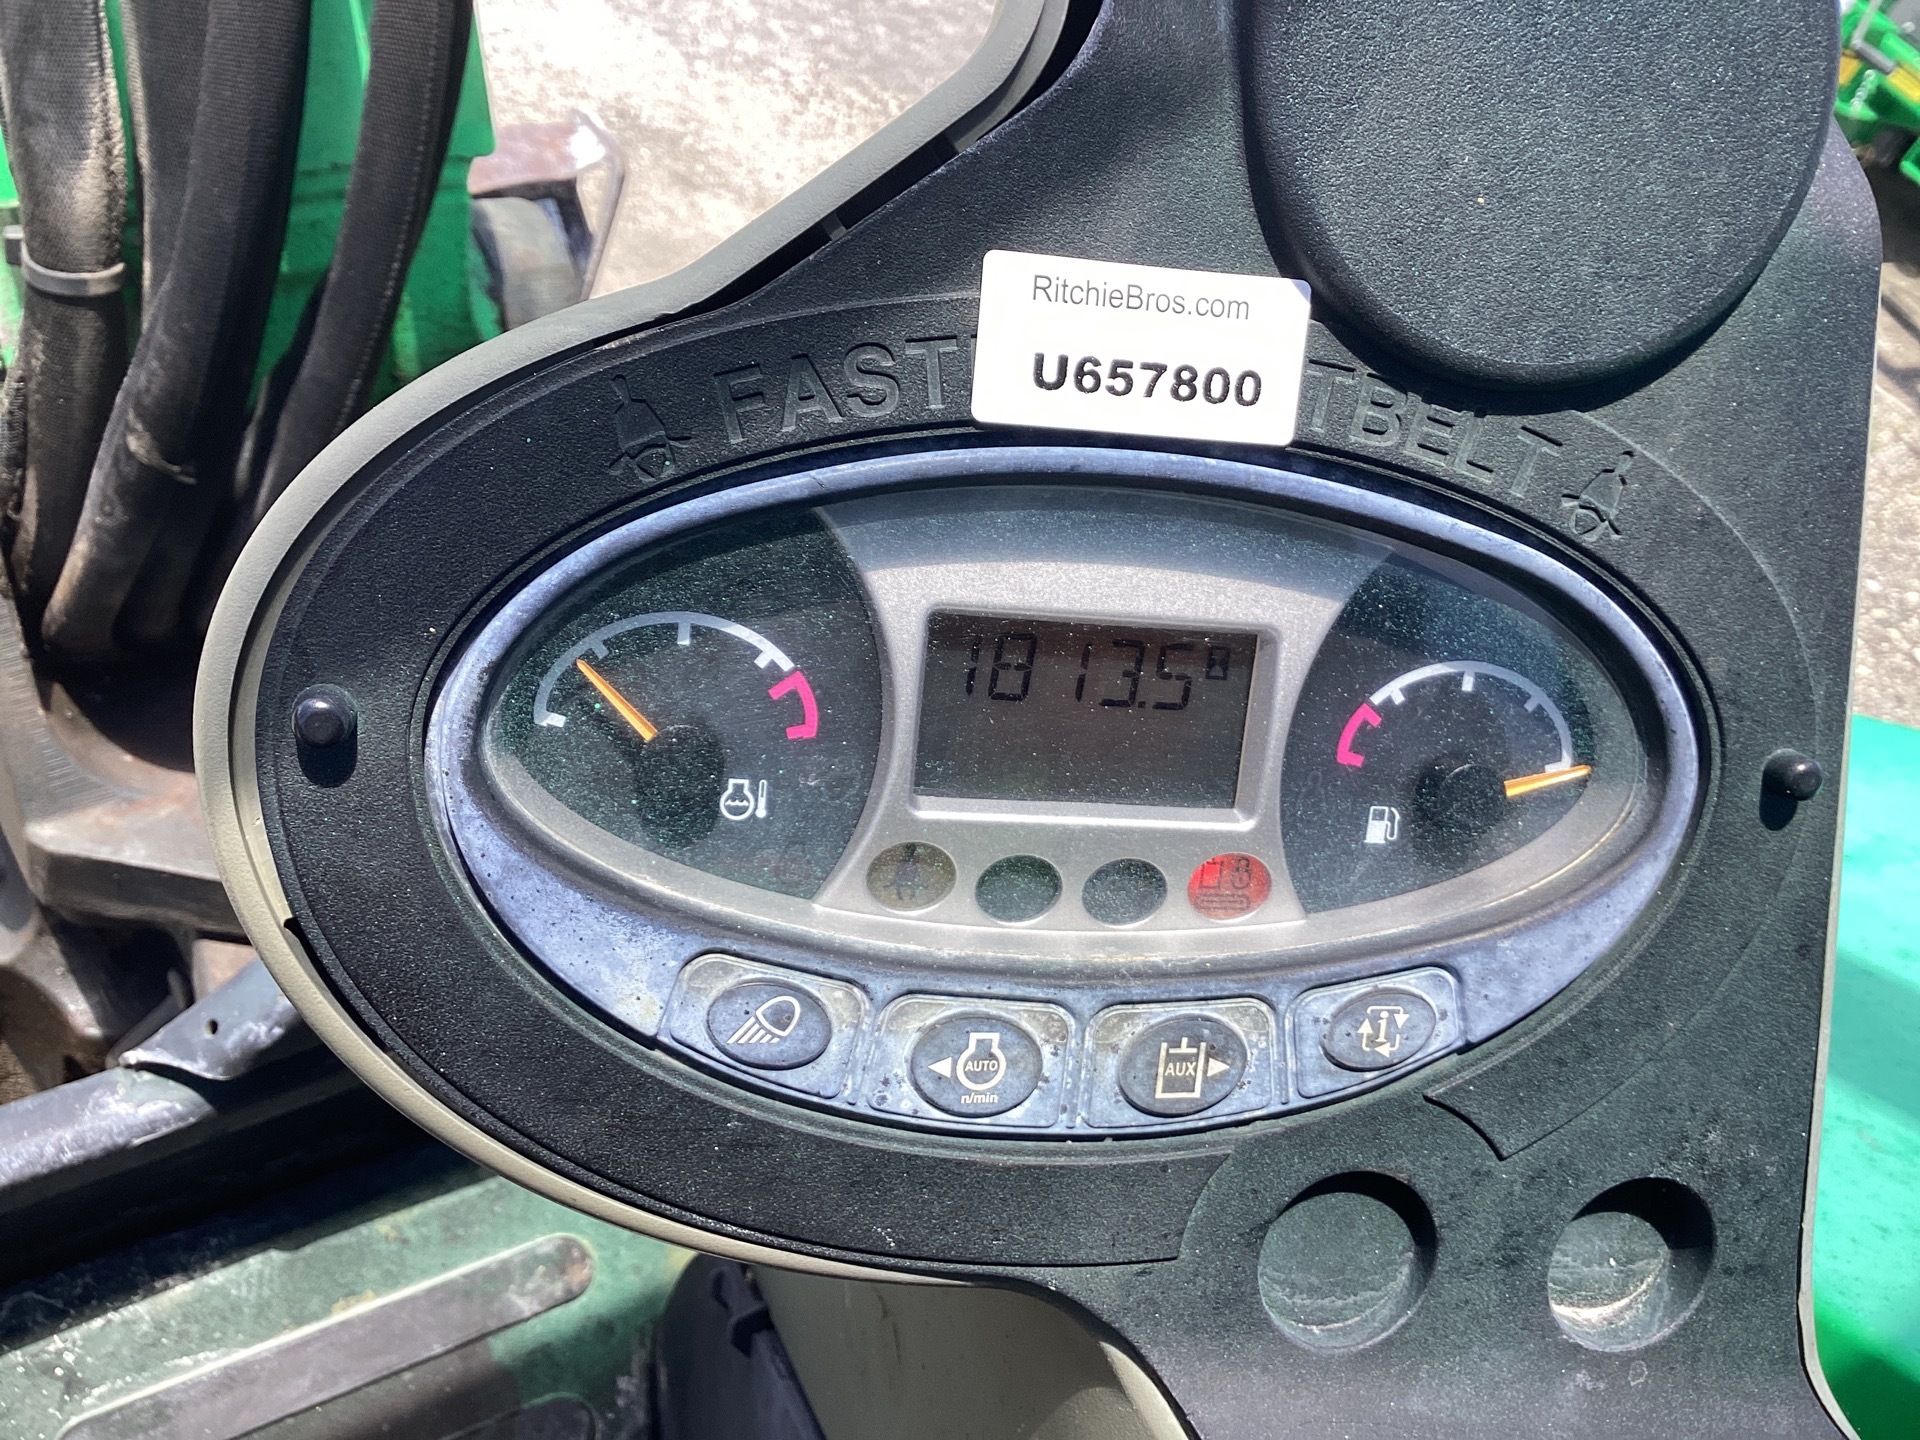 RitchieBros.com
U657800
FAST TBELT
1813.5
AUTO
n/min
AUX
i